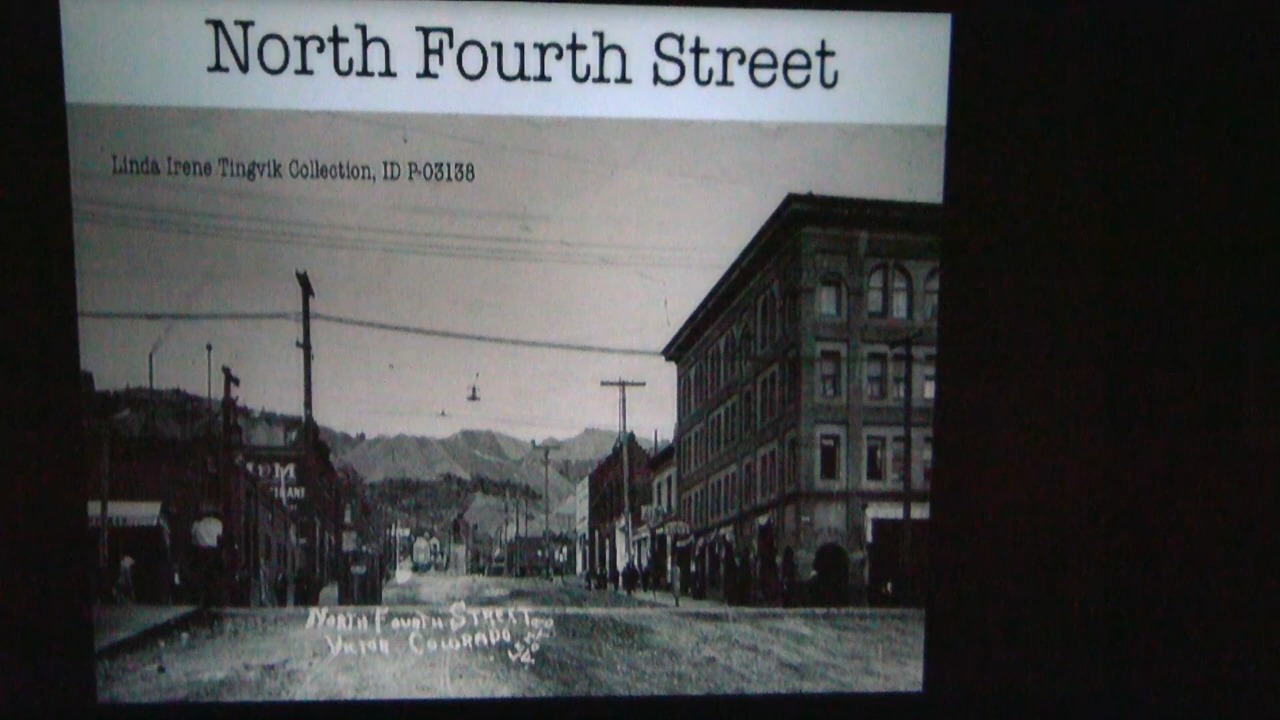 North Fourth Street
Linda Irene Tingvik Collection, ID P-03138
North Fourth Street
Victor Colorado